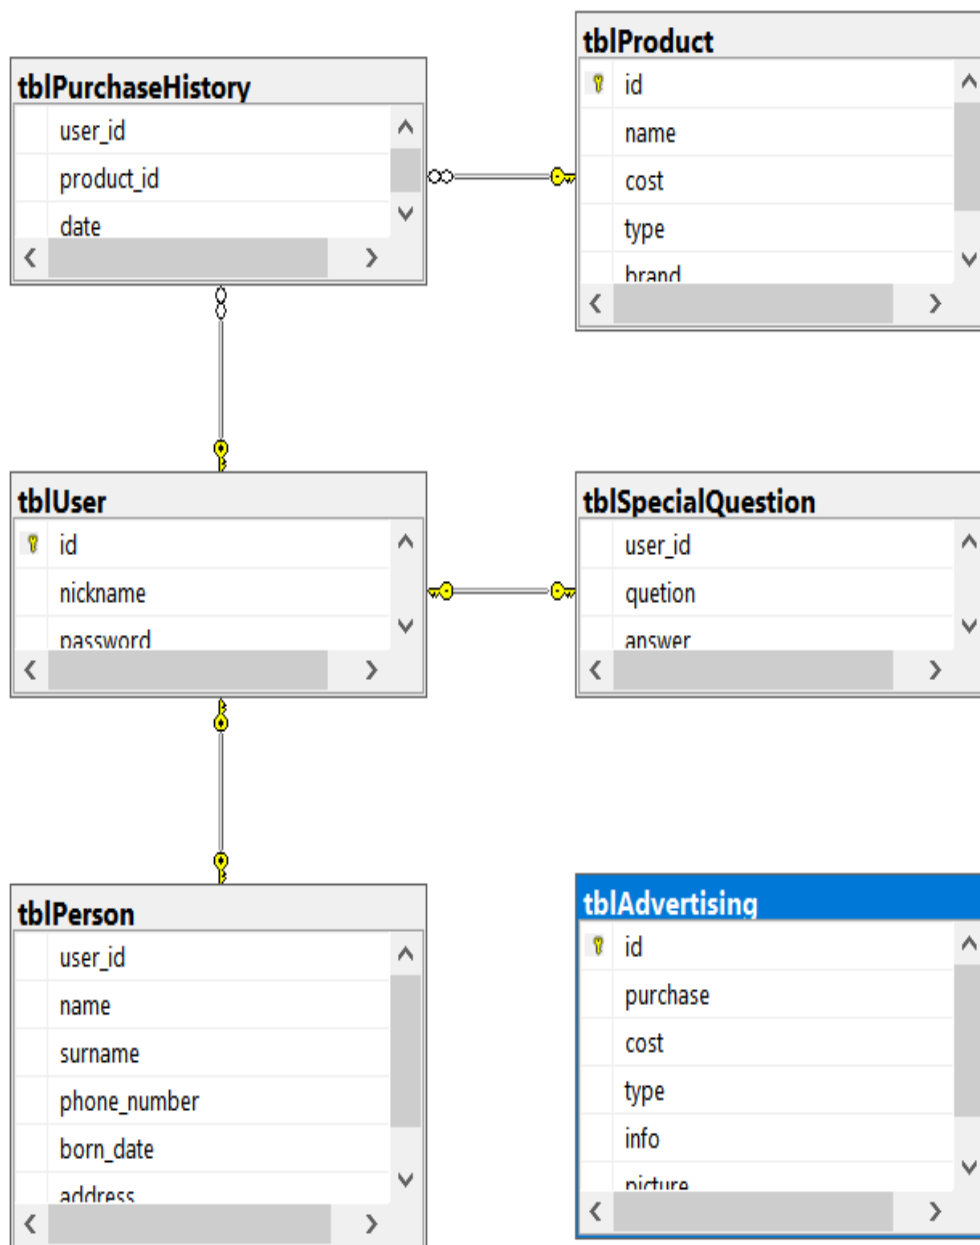 tblPurchaseHistory
user_id
product_id
date
tblProduct
id
name
cost
type
brand
tblUser
id
nickname
password
tblSpecialQuestion
user_id
quetion
answer
tblPerson
user_id
name
surname
phone_number
born_date
address
tblAdvertising
id
purchase
cost
type
info
picture